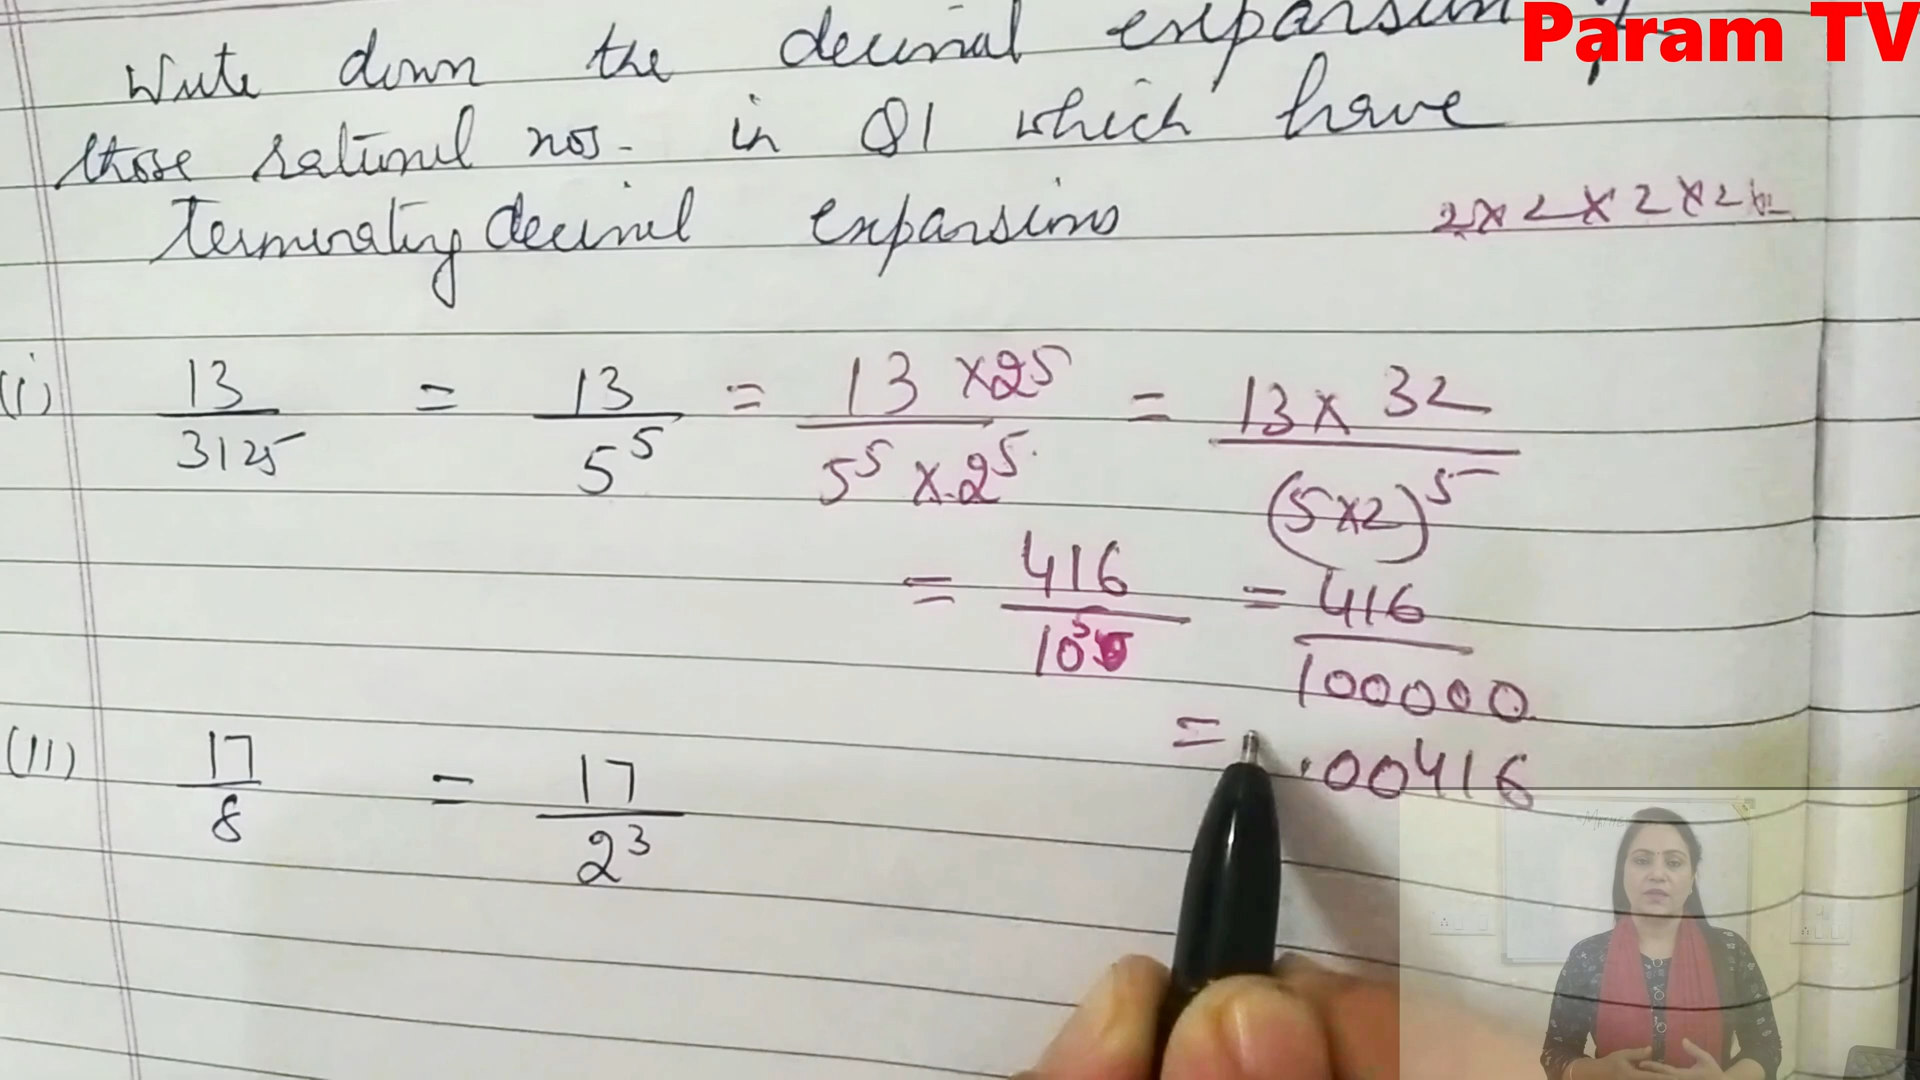 Param TV
Write down the decimal expansion of
those rational nos. in Q1 which have
terminating decimal expansions
2×2×2×2×2
(i) 13/3125 = 13/5^5 = 13×2^5/5^5×2^5 = 13×32/(5×2)^5
= 416/10^5 = 416/100000
= .00416
(ii) 17/8 = 17/2^3